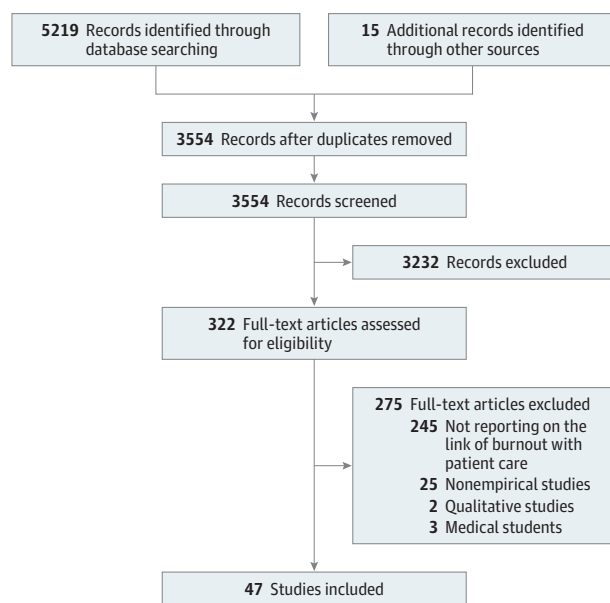 5219 Records identified through
database searching
15 Additional records identified
through other sources
3554 Records after duplicates removed
3554 Records screened
3232 Records excluded
322 Full-text articles assessed
for eligibility
275 Full-text articles excluded
245 Not reporting on the
link of burnout with
patient care
25 Nonempirical studies
2 Qualitative studies
3 Medical students
47 Studies included